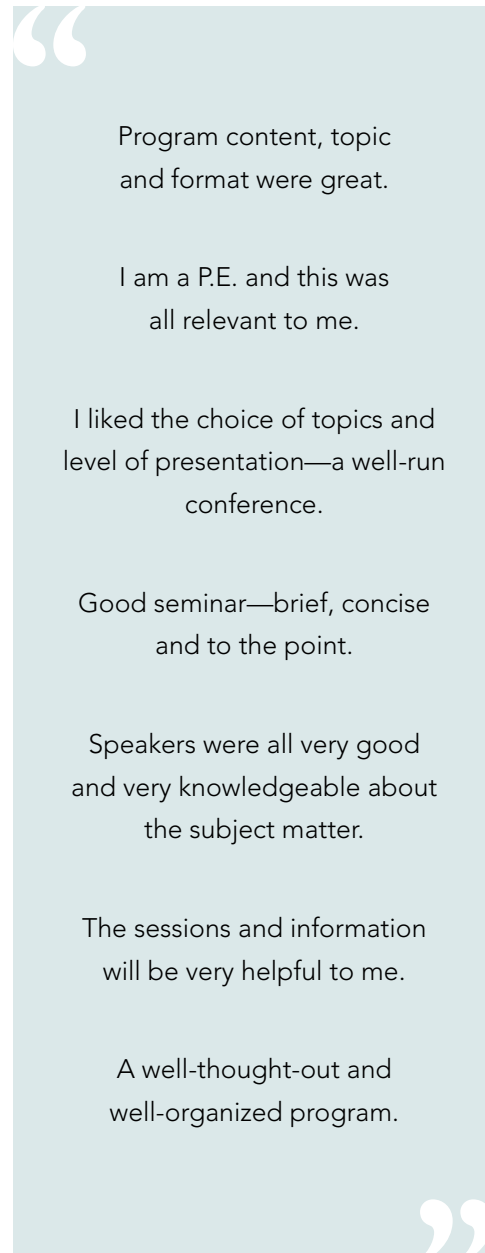 “
Program content, topic
and format were great.
I am a P.E. and this was
all relevant to me.
I liked the choice of topics and
level of presentation—a well-run
conference.
Good seminar—brief, concise
and to the point.
Speakers were all very good
and very knowledgeable about
the subject matter.
The sessions and information
will be very helpful to me.
A well-thought-out and
well-organized program.
”